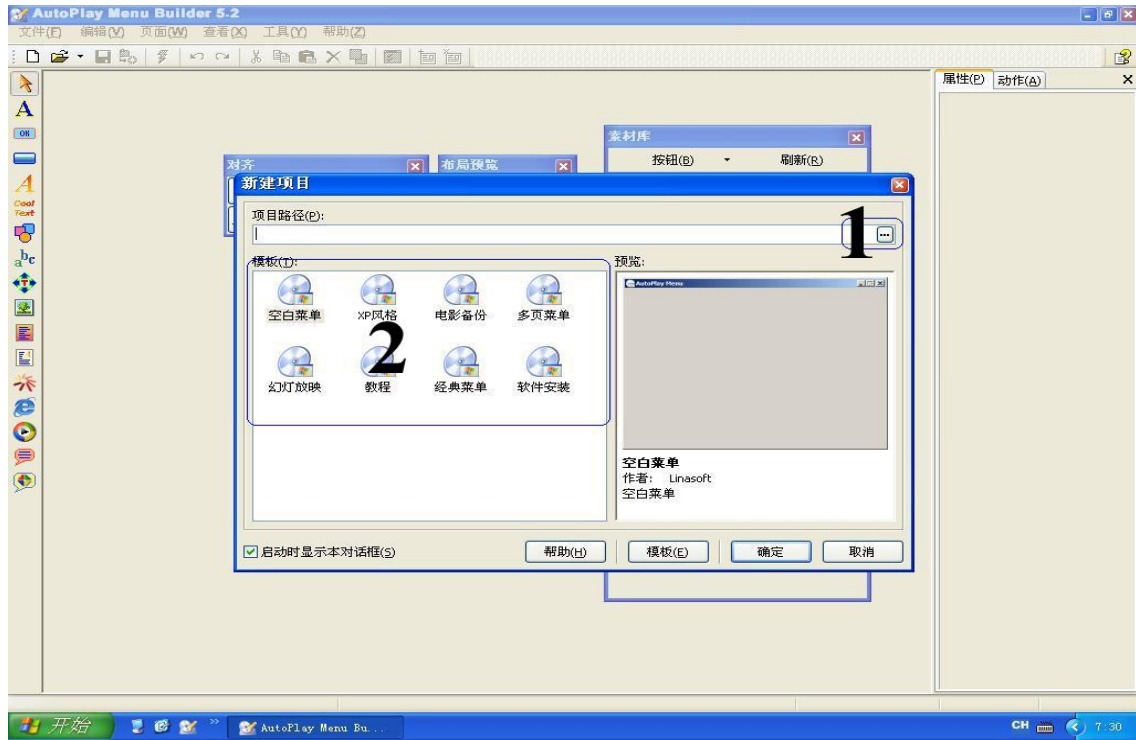 AutoPlay Menu Builder 5.2
文件(F) 编辑(V) 页面(W) 查看(X) 工具(Y) 帮助(Z)
属性(P) 动作(A)
A
OK
A
Cool
Text
abc
T
素材库
按钮(B) 刷新(R)
对齐
布局预览
新建项目
项目路径(P):
1
...
模板(T):
预览:
AutoPlay Menu
空白菜单 XP风格 电影备份 多页菜单
2
幻灯放映 教程 经典菜单 软件安装
空白菜单
作者: Linasoft
空白菜单
启动时显示本对话框(S) 帮助(H) 模板(E) 确定 取消
开始 AutoPlay Menu Bu... CH 7:30